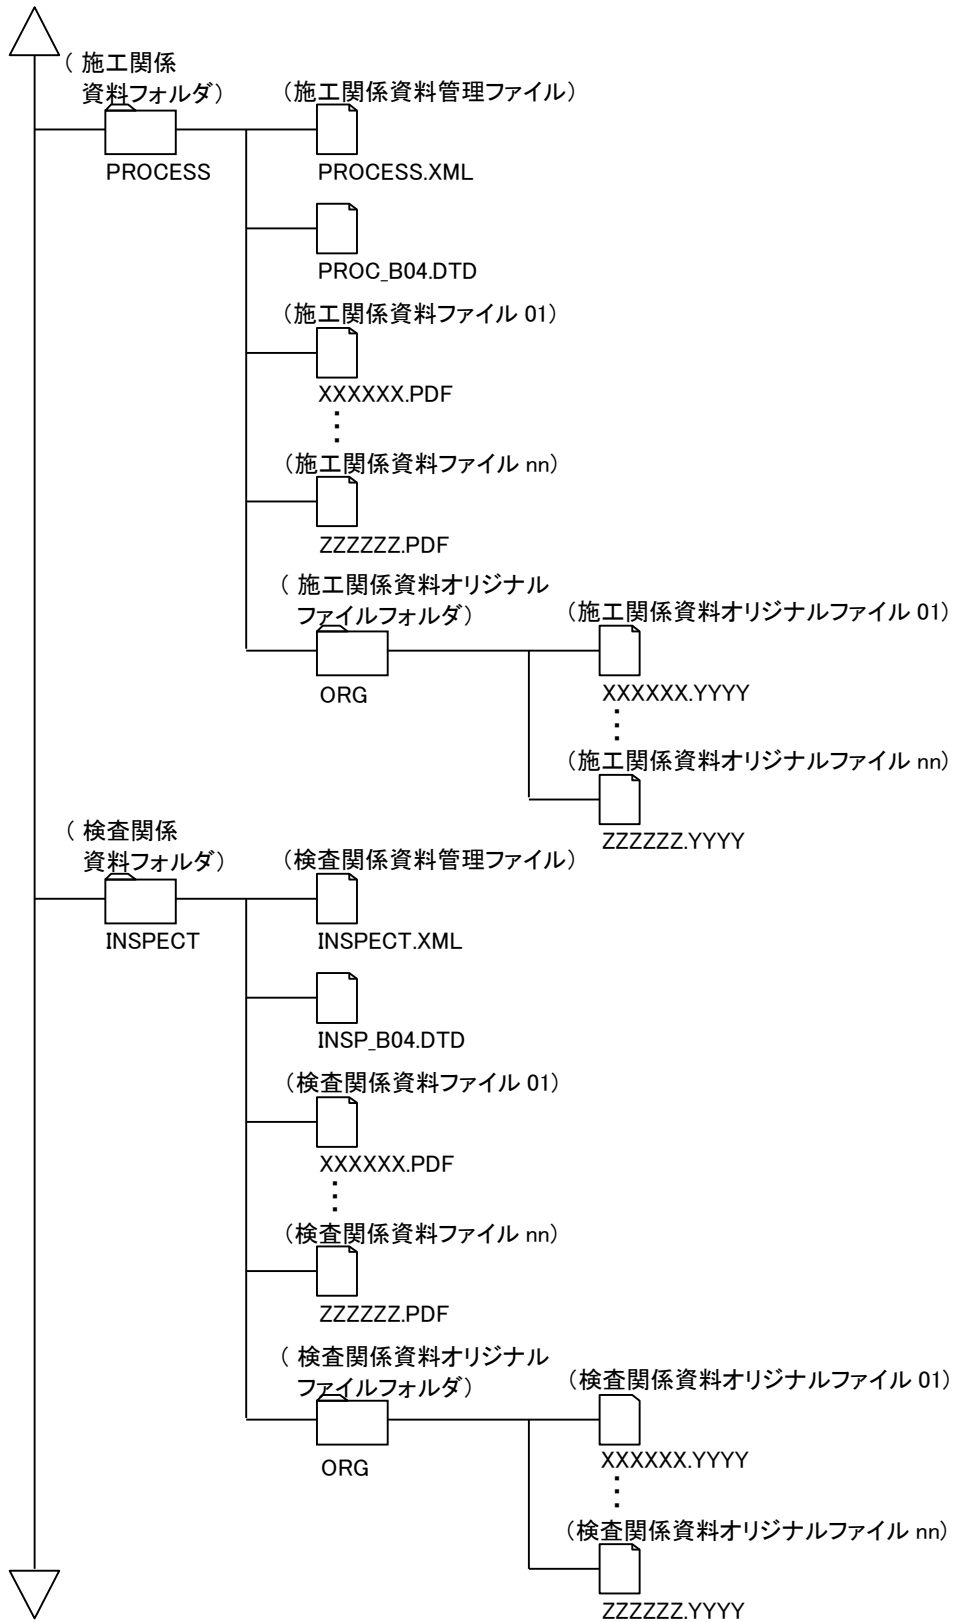 （施工関係
資料フォルダ）
（施工関係資料管理ファイル）
PROCESS
PROCESS.XML
PROC_B04.DTD
（施工関係資料ファイル 01）
XXXXXX.PDF
（施工関係資料ファイル nn）
ZZZZZZ.PDF
（施工関係資料オリジナル
ファイルフォルダ）
（施工関係資料オリジナルファイル 01）
ORG
XXXXXX.YYYY
（施工関係資料オリジナルファイル nn）
ZZZZZZ.YYYY
（検査関係
資料フォルダ）
（検査関係資料管理ファイル）
INSPECT
INSPECT.XML
INSP_B04.DTD
（検査関係資料ファイル 01）
XXXXXX.PDF
（検査関係資料ファイル nn）
ZZZZZZ.PDF
（検査関係資料オリジナル
ファイルフォルダ）
（検査関係資料オリジナルファイル 01）
ORG
XXXXXX.YYYY
（検査関係資料オリジナルファイル nn）
ZZZZZZ.YYYY